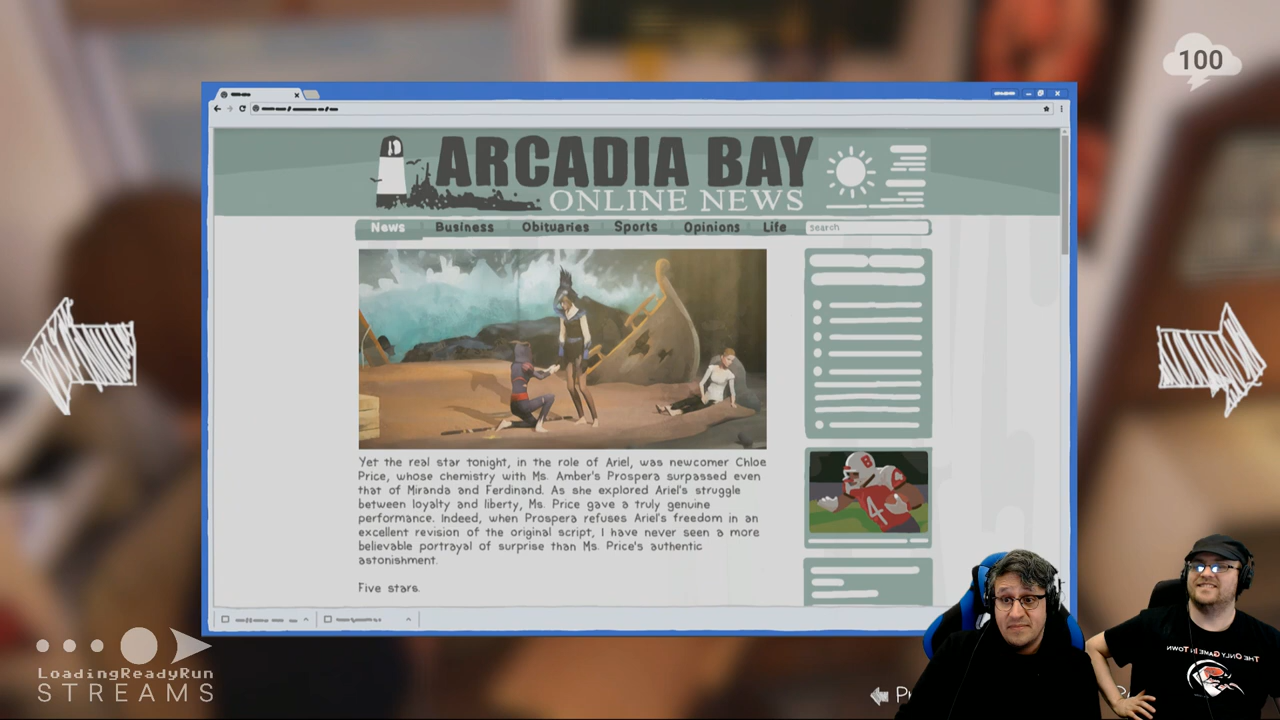 100
ARCADIA BAY
ONLINE NEWS
News Business Obituaries Sports Opinions Life Search
Yet the real star tonight, in the role of Ariel, was newcomer Chloe
Price, whose chemistry with Ms. Amber's Prospera surpassed even
that of Miranda and Ferdinand. As she explored Ariel's struggle
between loyalty and liberty, Ms. Price gave a truly genuine
performance. Indeed, when Prospera refuses Ariel's freedom in an
excellent revision of the original script, I have never seen a more
believable portrayal of surprise than Ms. Price's authentic
astonishment.
Five stars.
B
4
THE ONLY GAME IN TOWN
LoadingReadyRun
STREAMS